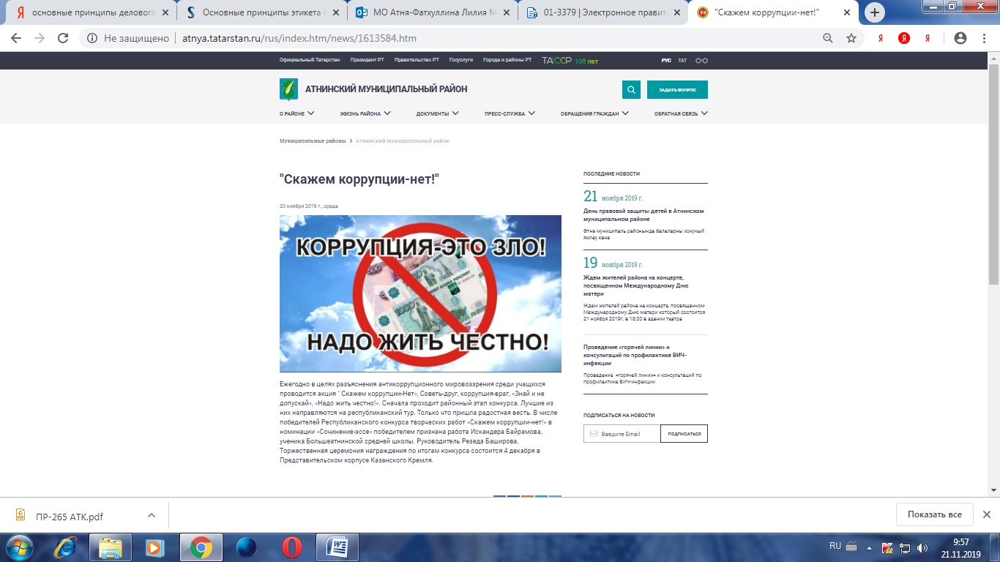 основные принципы делового
Основные принципы этикета г
МО Атня-Фатхуллина Лилия М
01-3379 | Электронное правит
"Скажем коррупции-нет!"
Не защищено
atnya.tatarstan.ru/rus/index.htm/news/1613584.htm
Официальный Татарстан
Президент РТ
Правительство РТ
Госуслуги
Города и районы РТ
ТАССР 100 лет
РУС
ТАТ
АТНИНСКИЙ МУНИЦИПАЛЬНЫЙ РАЙОН
ЗАДАТЬ ВОПРОС
О РАЙОНЕ
ЖИЗНЬ РАЙОНА
ДОКУМЕНТЫ
ПРЕСС-СЛУЖБА
ОБРАЩЕНИЯ ГРАЖДАН
ОБРАТНАЯ СВЯЗЬ
Муниципальные районы > Атнинский муниципальный район
"Скажем коррупции-нет!"
20 ноября 2019 г., среда
КОРРУПЦИЯ-ЭТО ЗЛО!
НАДО ЖИТЬ ЧЕСТНО!
Ежегодно в целях разъяснения антикоррупционного мировоззрения среди учащихся
проводится акция " Скажем коррупции-Нет», Советь-друг, коррупция-враг, «Знай и не
допускай», «Надо жить честно!». Сначала проходит районный этап конкурса. Лучшие из
них направляются на республиканский тур. Только что пришла радостная весть. В числе
победителей Республиканского конкурса творческих работ «Скажем коррупции-нет!» в
номинации «Сочинение-эссе» победителем признана работа Искандера Байрамова,
ученика Большеатнинской средней школы. Руководитель Резеда Баширова.
Торжественная церемония награждения по итогам конкурса состоится 4 декабря в
Представительском корпусе Казанского Кремля.
ПОСЛЕДНИЕ НОВОСТИ
21 ноября 2019 г.
День правовой защиты детей в Атнинском
муниципальном районе
Әтнә муниципаль районында балаларны хокукый
яклау көне
19 ноября 2019 г.
Ждем жителей района на концерте,
посвященном Международному Дню
матери
Ждем жителей района на концерте, посвященном
Международному Дню матери который состоится
21 ноября 2019г. в 18:00 в здании театра
Проведение «горячей линии» и
консультаций по профилактике ВИЧ-
инфекции
Проведение «горячей линии» и консультаций по
профилактике ВИЧ-инфекции
ПОДПИСАТЬСЯ НА НОВОСТИ
Введите Email
ПОДПИСАТЬСЯ
ПР-265 АТК.pdf
Показать все
RU
9:57
21.11.2019